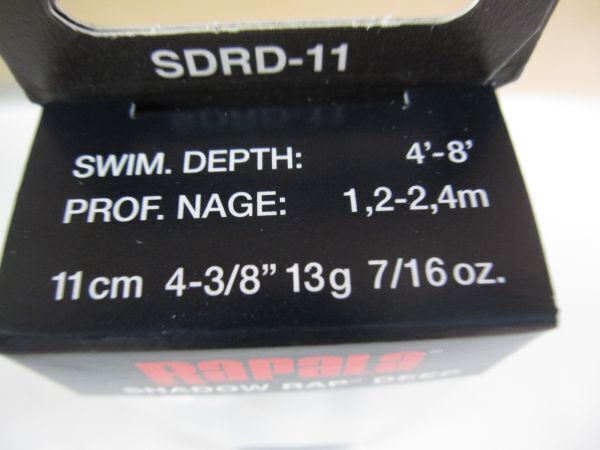 SDRD-11
SWIM. DEPTH: 4'-8'
PROF. NAGE: 1,2-2,4m
11cm 4-3/8" 13g 7/16 oz.
RAPALA™
SHADOW RAP® DEEP